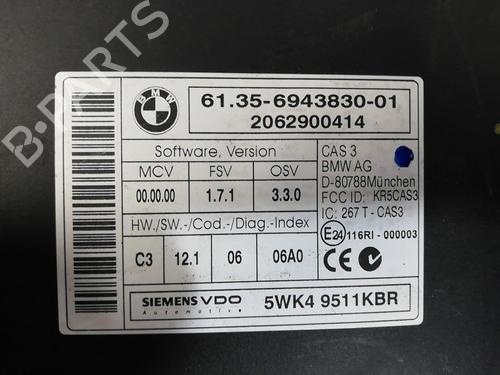 B-PARTS
BMW
61.35-6943830-01
2062900414
Software, Version
MCV FSV OSV
00.00.00 1.7.1 3.3.0
HW./SW.-/Cod.-/Diag.-Index
C3 12.1 06 06A0
CAS 3
BMW AG
D-80788München
FCC ID: KR5CAS3
IC: 267 T - CAS3
E24 116RI - 000003
SIEMENS VDO
Automotive
5WK4 9511KBR